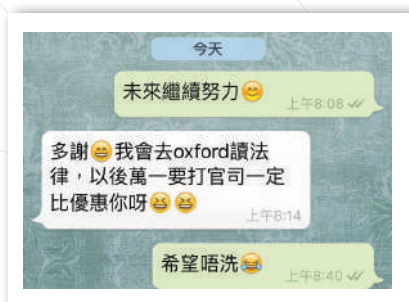 今天
未來繼續努力😊
上午8:08
多謝😄我會去oxford讀法
律，以後萬一要打官司一定
比優惠你呀😆😆
上午8:14
希望唔洗😂
上午8:40